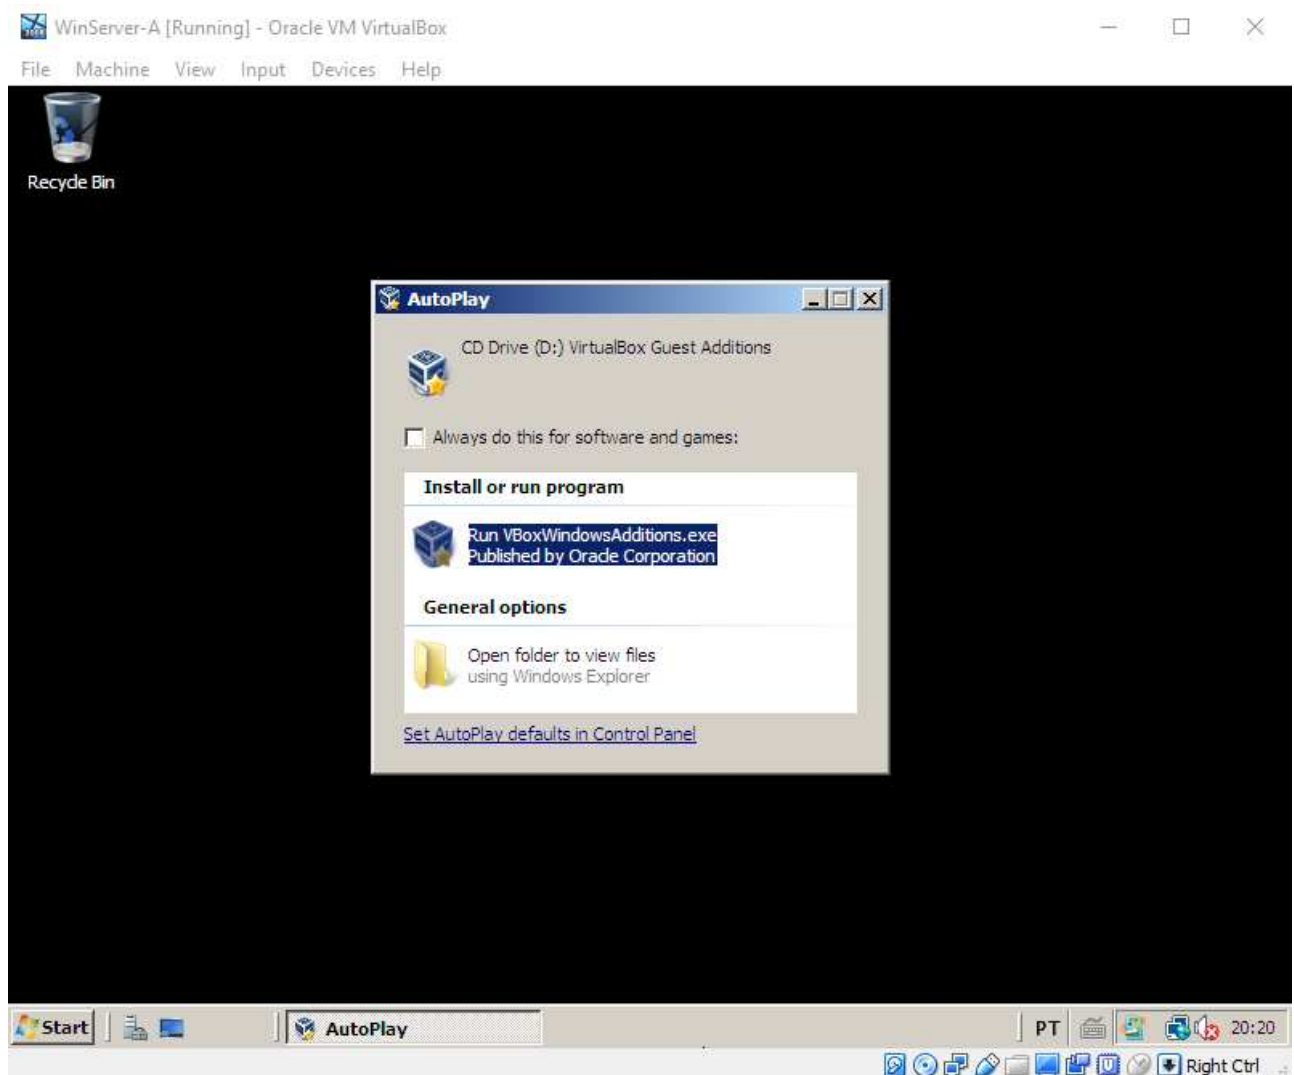 WinServer-A [Running] - Oracle VM VirtualBox
File Machine View Input Devices Help
Recycle Bin
AutoPlay
CD Drive (D:) VirtualBox Guest Additions
Always do this for software and games:
Install or run program
Run VBoxWindowsAdditions.exe
Published by Oracle Corporation
General options
Open folder to view files
using Windows Explorer
Set AutoPlay defaults in Control Panel
Start AutoPlay PT 20:20
Right Ctrl